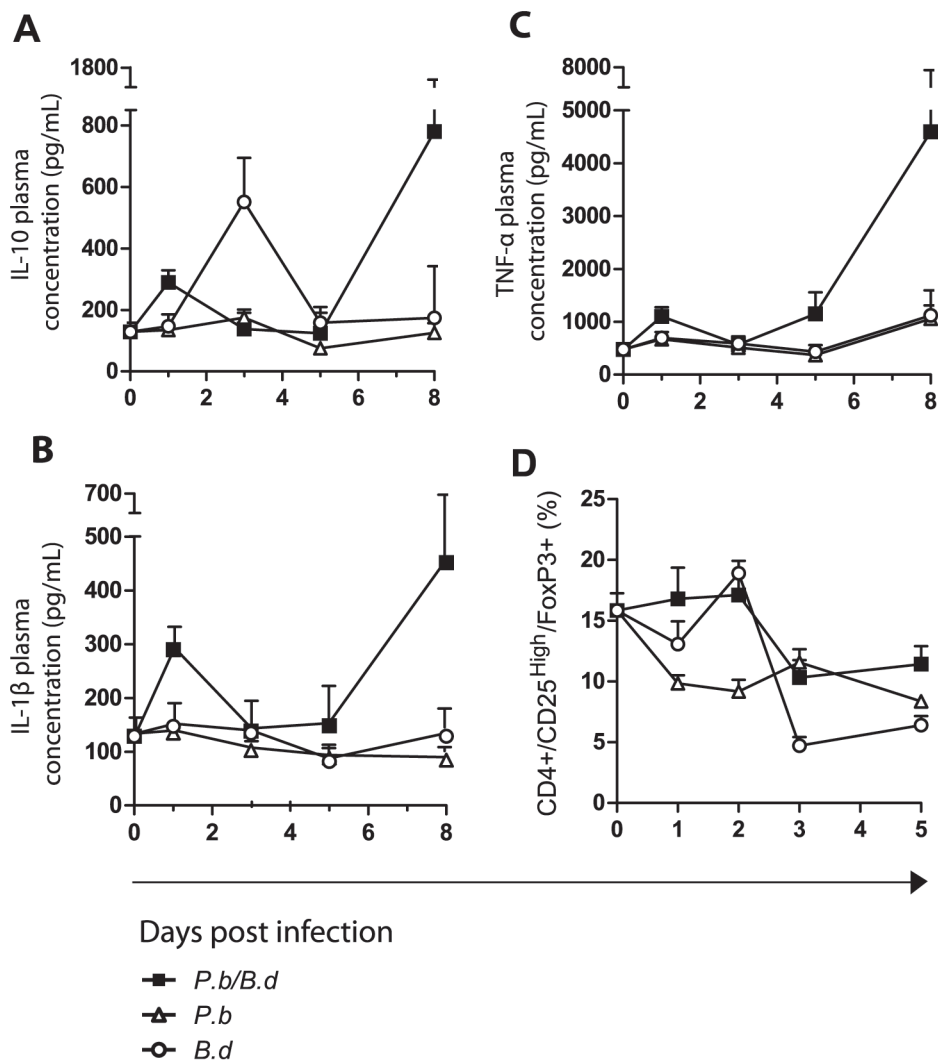 A
IL-10 plasma
concentration (pg/mL)
1800
800
600
400
200
0
0 2 4 6 8
C
TNF-α plasma
concentration (pg/mL)
8000
5000
4000
3000
2000
1000
0
0 2 4 6 8
B
IL-1β plasma
concentration (pg/mL)
700
500
400
300
200
100
0
0 2 4 6 8
D
CD4+/CD25High/FoxP3+ (%)
25
20
15
10
5
0
0 1 2 3 4 5
Days post infection
P.b/B.d
P.b
B.d